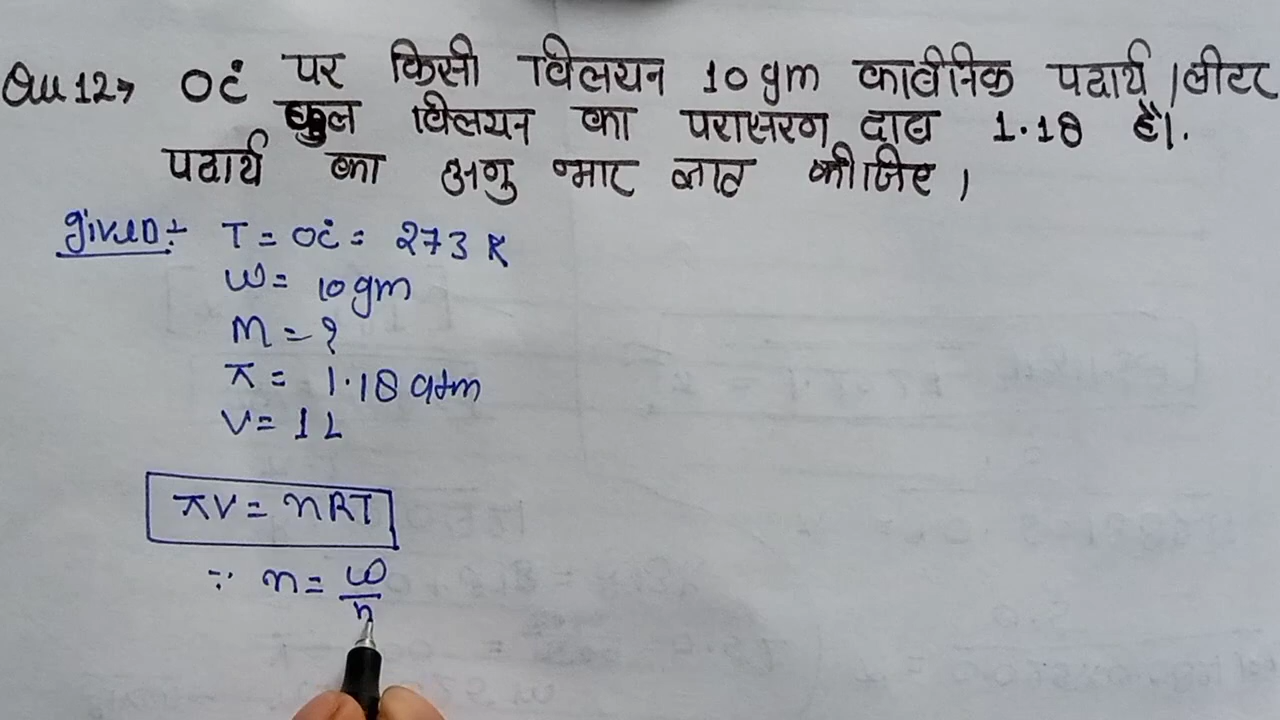 Qu 12→ 0℃ पर किसी विलयन 10 gm कार्बनिक पदार्थ / लीटर
कुल विलयन का परासरण दाब 1.18 है।.
पदार्थ का अणु भार ज्ञात कीजिए ।
given :- T = 0℃ = 273 K
W = 10 gm
M = ?
π = 1.18 atm
V = 1 L
πV = nRT
∵ n = W/